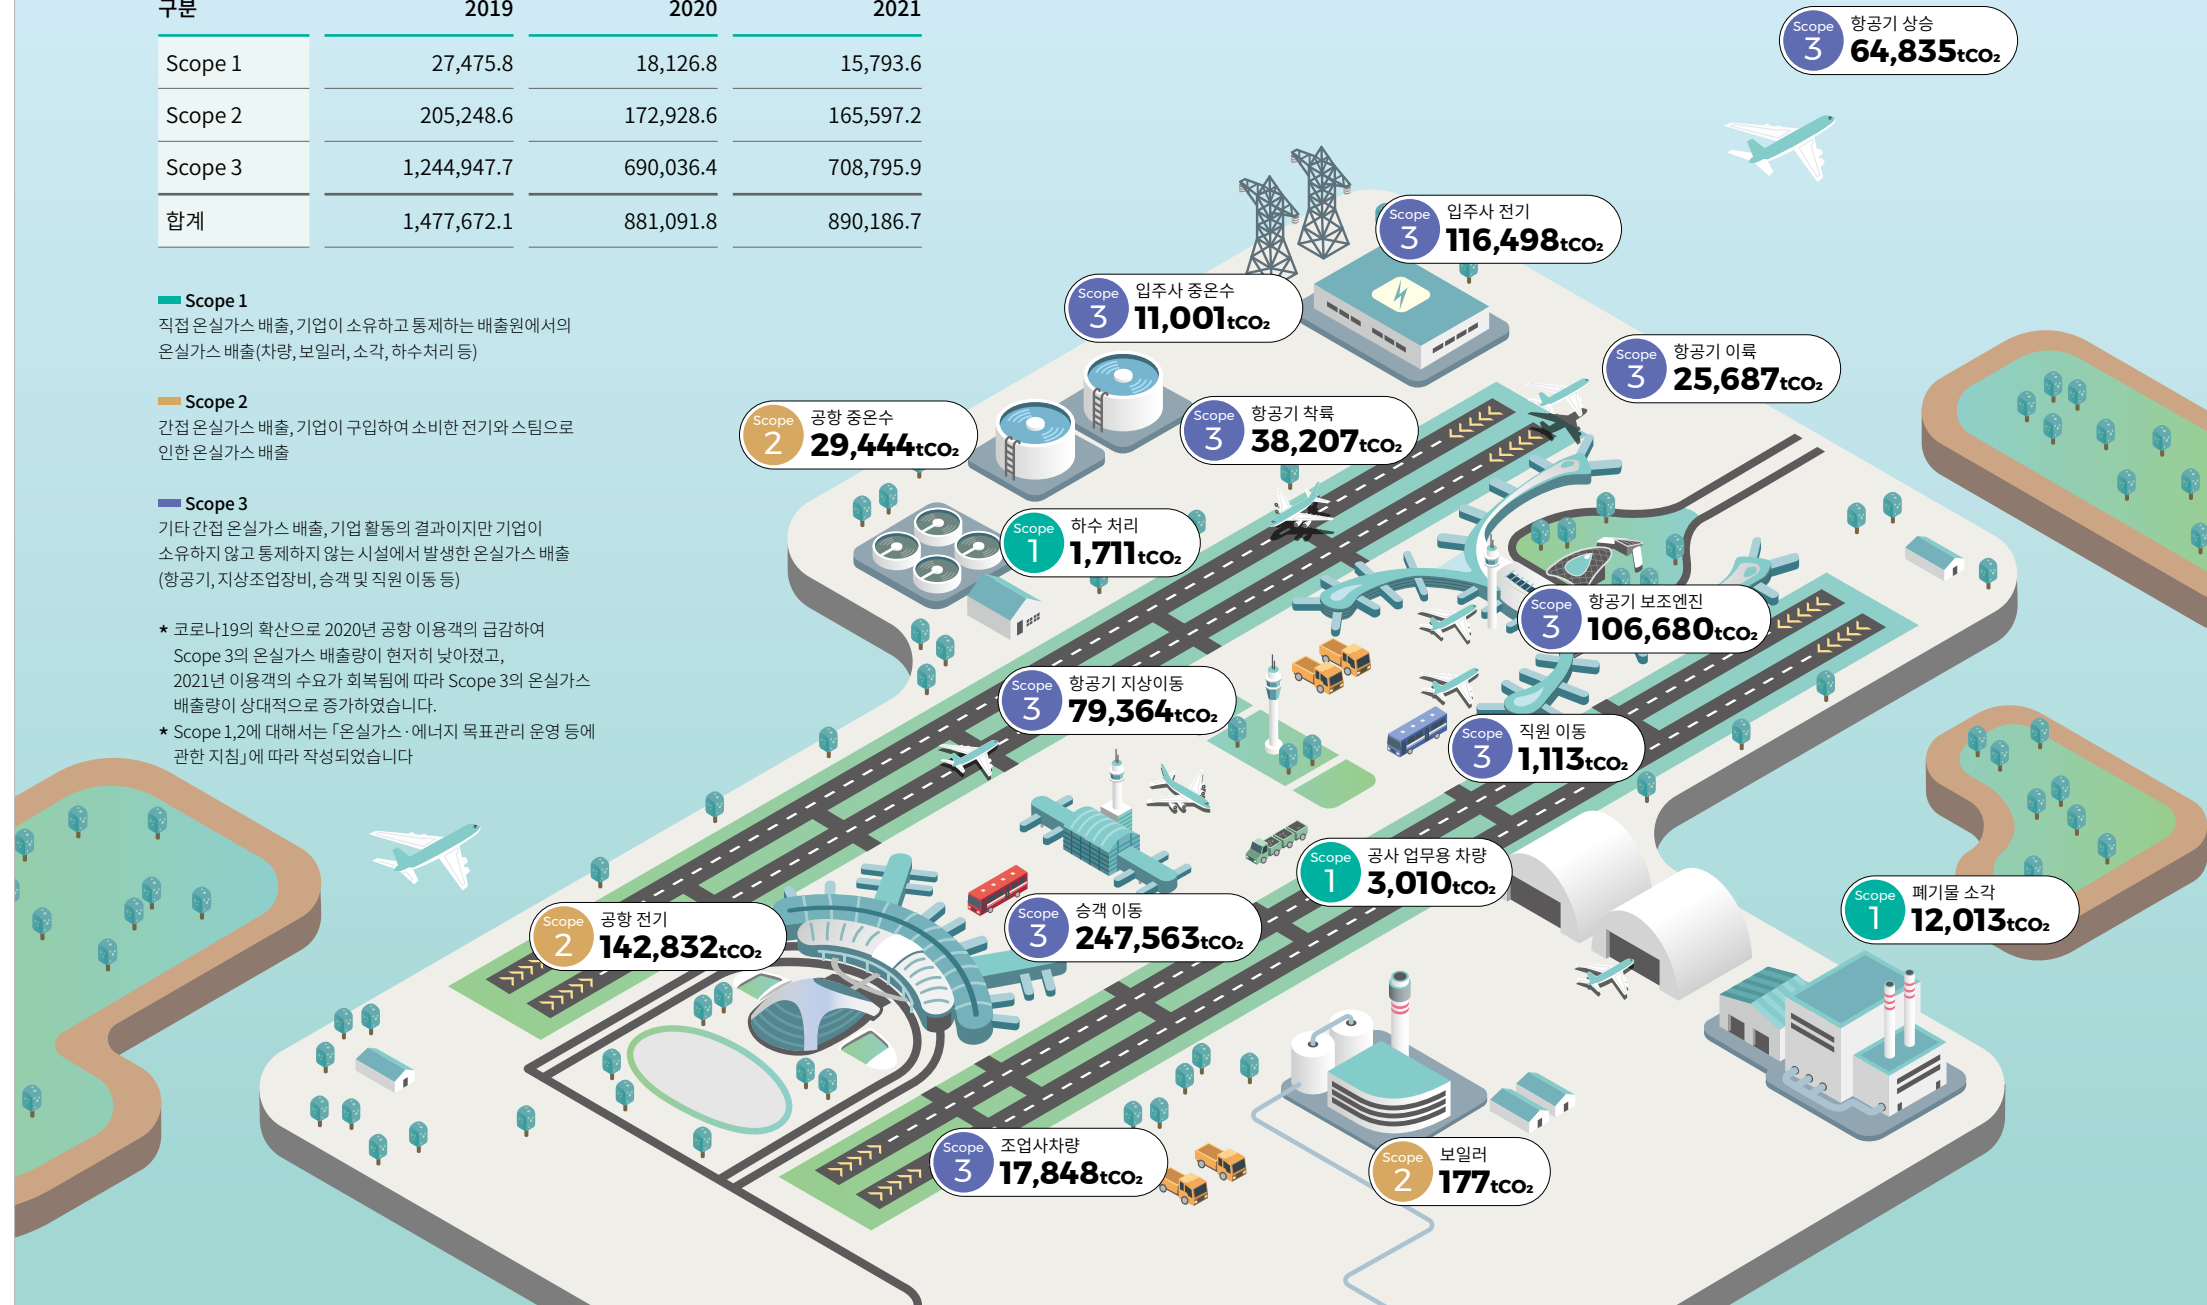 구분 2019 2020 2021
Scope 1 27,475.8 18,126.8 15,793.6
Scope 2 205,248.6 172,928.6 165,597.2
Scope 3 1,244,947.7 690,036.4 708,795.9
합계 1,477,672.1 881,091.8 890,186.7
Scope 1
직접 온실가스 배출, 기업이 소유하고 통제하는 배출원에서의
온실가스 배출(차량, 보일러, 소각, 하수처리 등)
Scope 2
간접 온실가스 배출, 기업이 구입하여 소비한 전기와 스팀으로
인한 온실가스 배출
Scope 3
기타 간접 온실가스 배출, 기업 활동의 결과이지만 기업이
소유하지 않고 통제하지 않는 시설에서 발생한 온실가스 배출
(항공기, 지상조업장비, 승객 및 직원 이동 등)
★ 코로나19의 확산으로 2020년 공항 이용객의 급감하여
Scope 3의 온실가스 배출량이 현저히 낮아졌고,
2021년 이용객의 수요가 회복됨에 따라 Scope 3의 온실가스
배출량이 상대적으로 증가하였습니다.
★ Scope 1,2에 대해서는 「온실가스·에너지 목표관리 운영 등에
관한 지침」에 따라 작성되었습니다
Scope 3 항공기 상승
64,835tCO₂
Scope 3 입주사 전기
116,498tCO₂
Scope 3 입주사 중온수
11,001tCO₂
Scope 3 항공기 이륙
25,687tCO₂
Scope 2 공항 중온수
29,444tCO₂
Scope 3 항공기 착륙
38,207tCO₂
Scope 1 하수 처리
1,711tCO₂
Scope 3 항공기 보조엔진
106,680tCO₂
Scope 3 항공기 지상이동
79,364tCO₂
Scope 3 직원 이동
1,113tCO₂
Scope 1 공사 업무용 차량
3,010tCO₂
Scope 1 폐기물 소각
12,013tCO₂
Scope 2 공항 전기
142,832tCO₂
Scope 3 승객 이동
247,563tCO₂
Scope 3 조업사차량
17,848tCO₂
Scope 2 보일러
177tCO₂